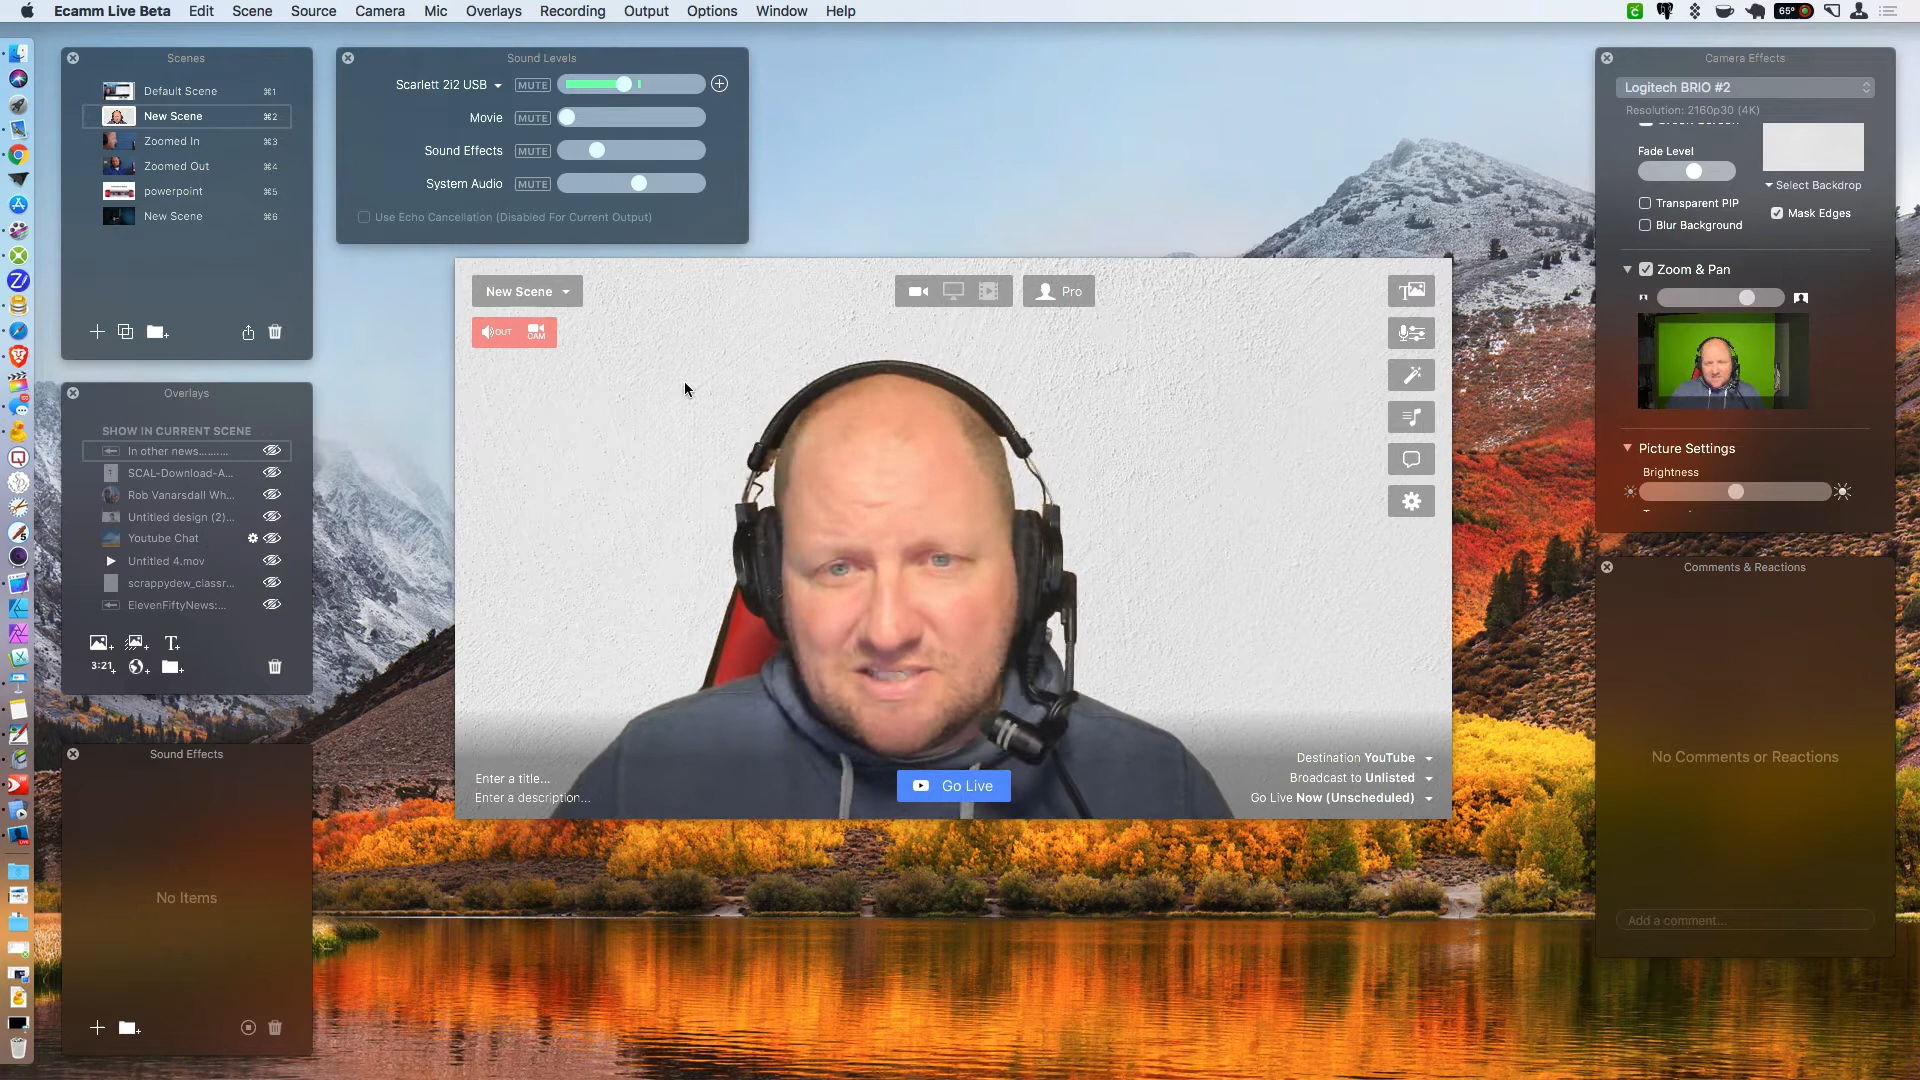 Ecamm Live Beta Edit Scene Source Camera Mic Overlays Recording Output Options Window Help
65°
Scenes
Default Scene ⌘1
New Scene ⌘2
Zoomed In ⌘3
Zoomed Out ⌘4
powerpoint ⌘5
New Scene ⌘6
Sound Levels
Scarlett 2i2 USB MUTE
Movie MUTE
Sound Effects MUTE
System Audio MUTE
Use Echo Cancellation (Disabled For Current Output)
Overlays
SHOW IN CURRENT SCENE
In other news.........
SCAL-Download-A...
Rob Vanarsdall Wh...
Untitled design (2)...
Youtube Chat
Untitled 4.mov
scrappydew_classr...
ElevenFiftyNews:...
3:21
Sound Effects
No Items
New Scene
OUT CAM
Pro
Enter a title...
Enter a description...
Go Live
Destination YouTube
Broadcast to Unlisted
Go Live Now (Unscheduled)
Camera Effects
Logitech BRIO #2
Resolution: 2160p30 (4K)
Fade Level
Select Backdrop
Transparent PIP
Mask Edges
Blur Background
Zoom & Pan
Picture Settings
Brightness
Comments & Reactions
No Comments or Reactions
Add a comment...